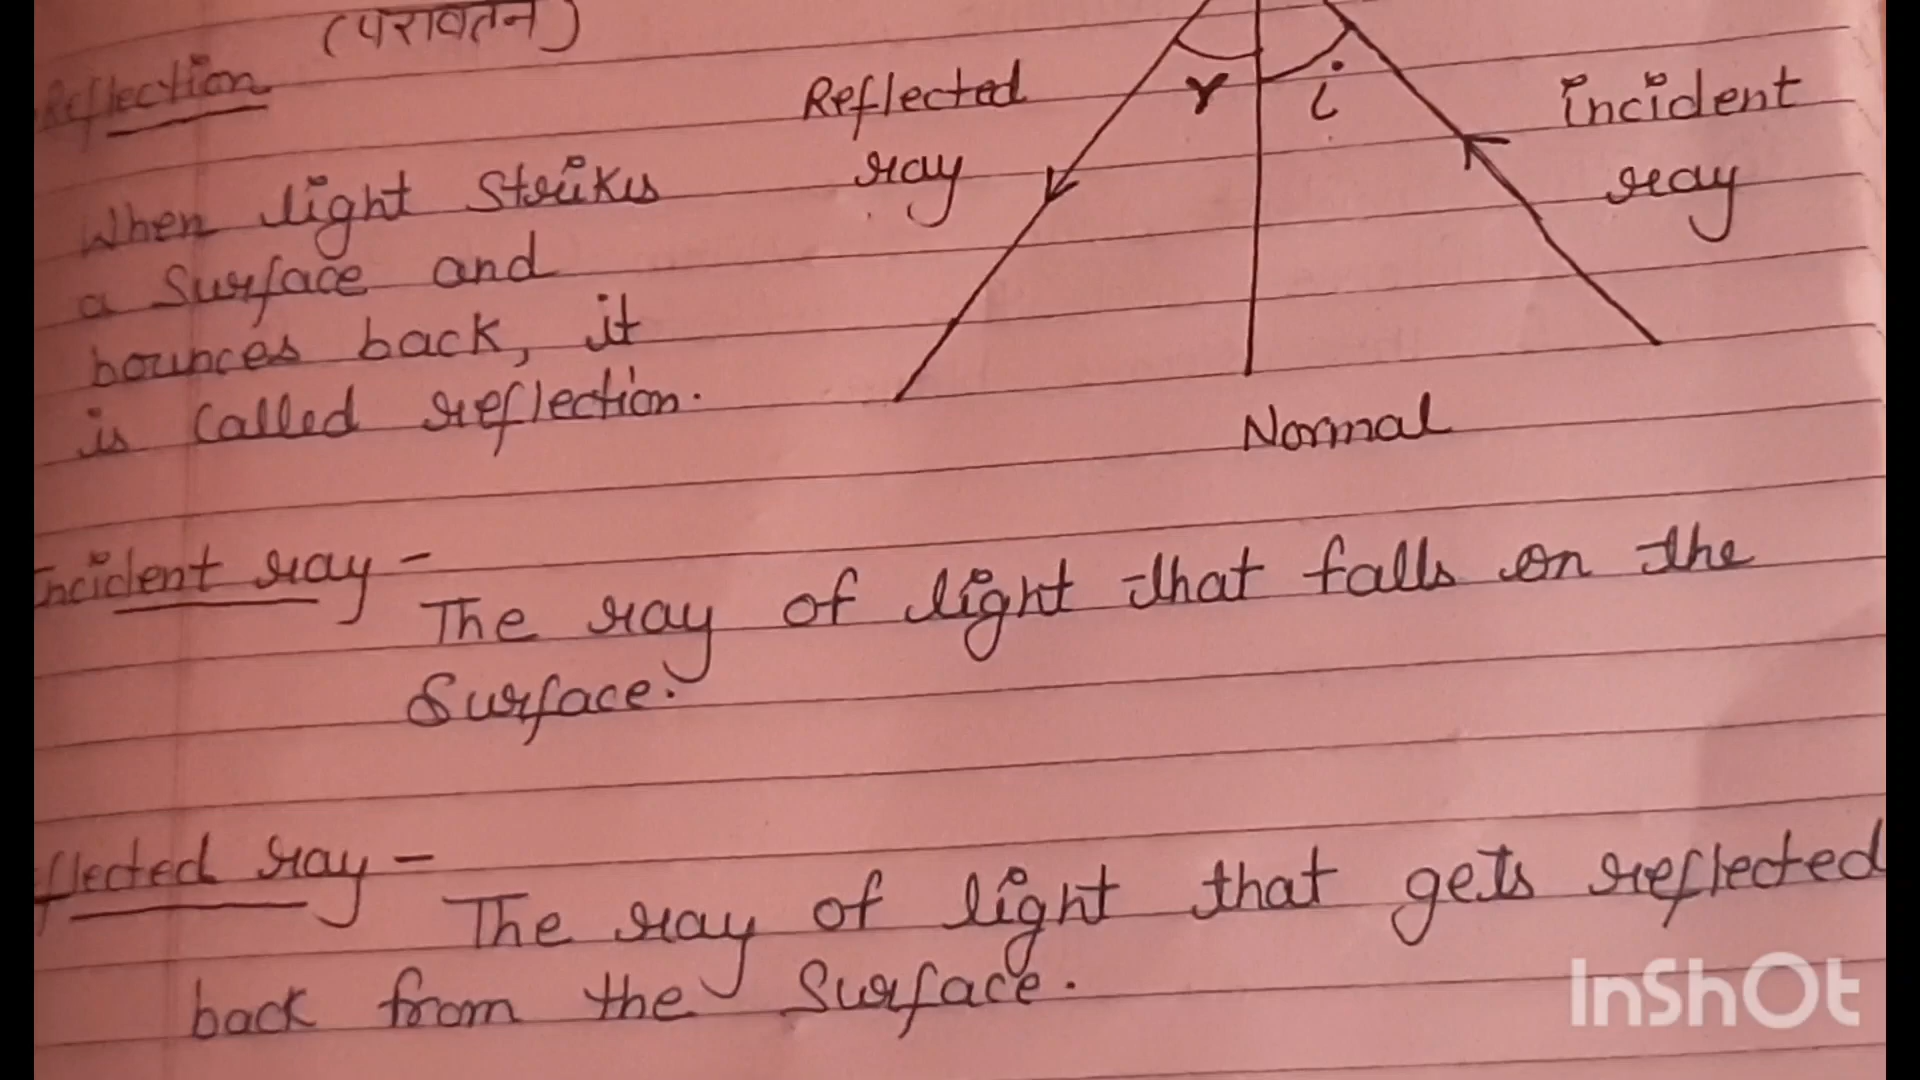 (परावर्तन)
Reflection
When light strikes
a Surface and
bounces back, it
is called reflection.
Reflected
ray
r
i
incident
ray
Normal
Incident ray -
The ray of light that falls on the
Surface.
flected ray -
The ray of light that gets reflected
back from the Surface.
InShOt